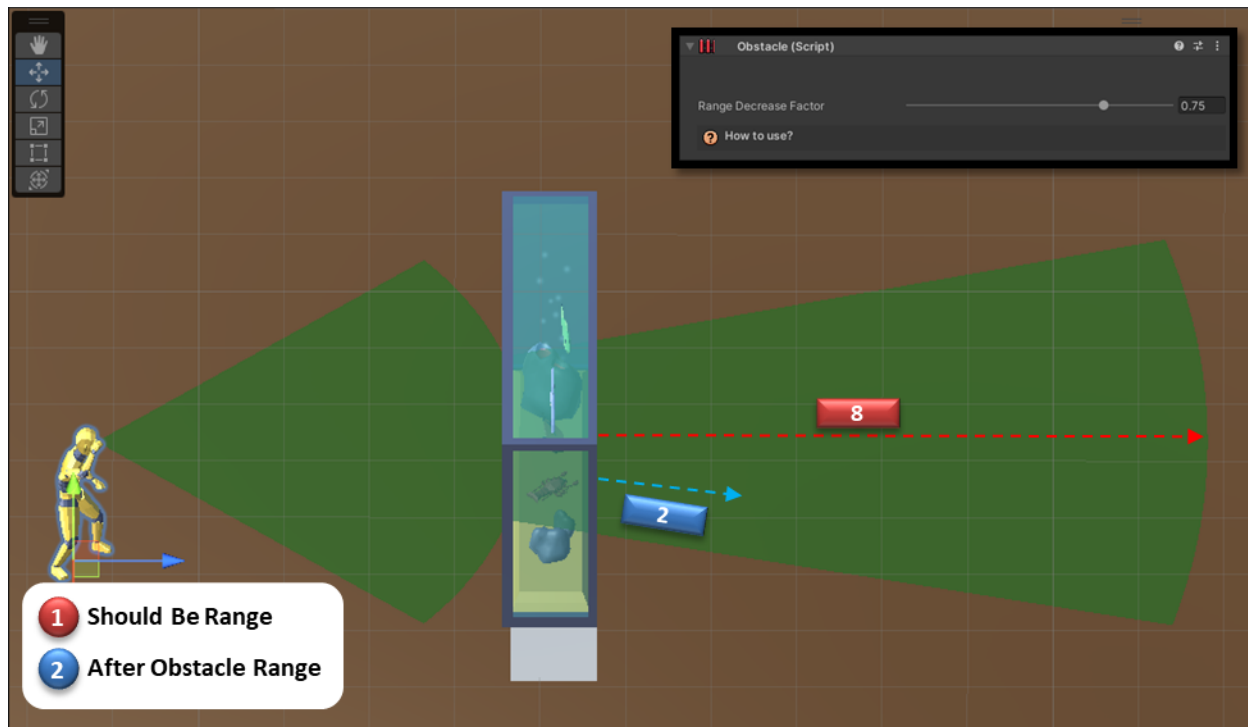 Obstacle (Script)
Range Decrease Factor 0.75
? How to use?
8
2
1 Should Be Range
2 After Obstacle Range